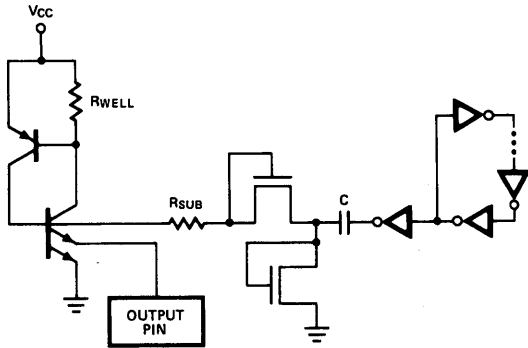 VCC
RWELL
RSUB
C
OUTPUT
PIN